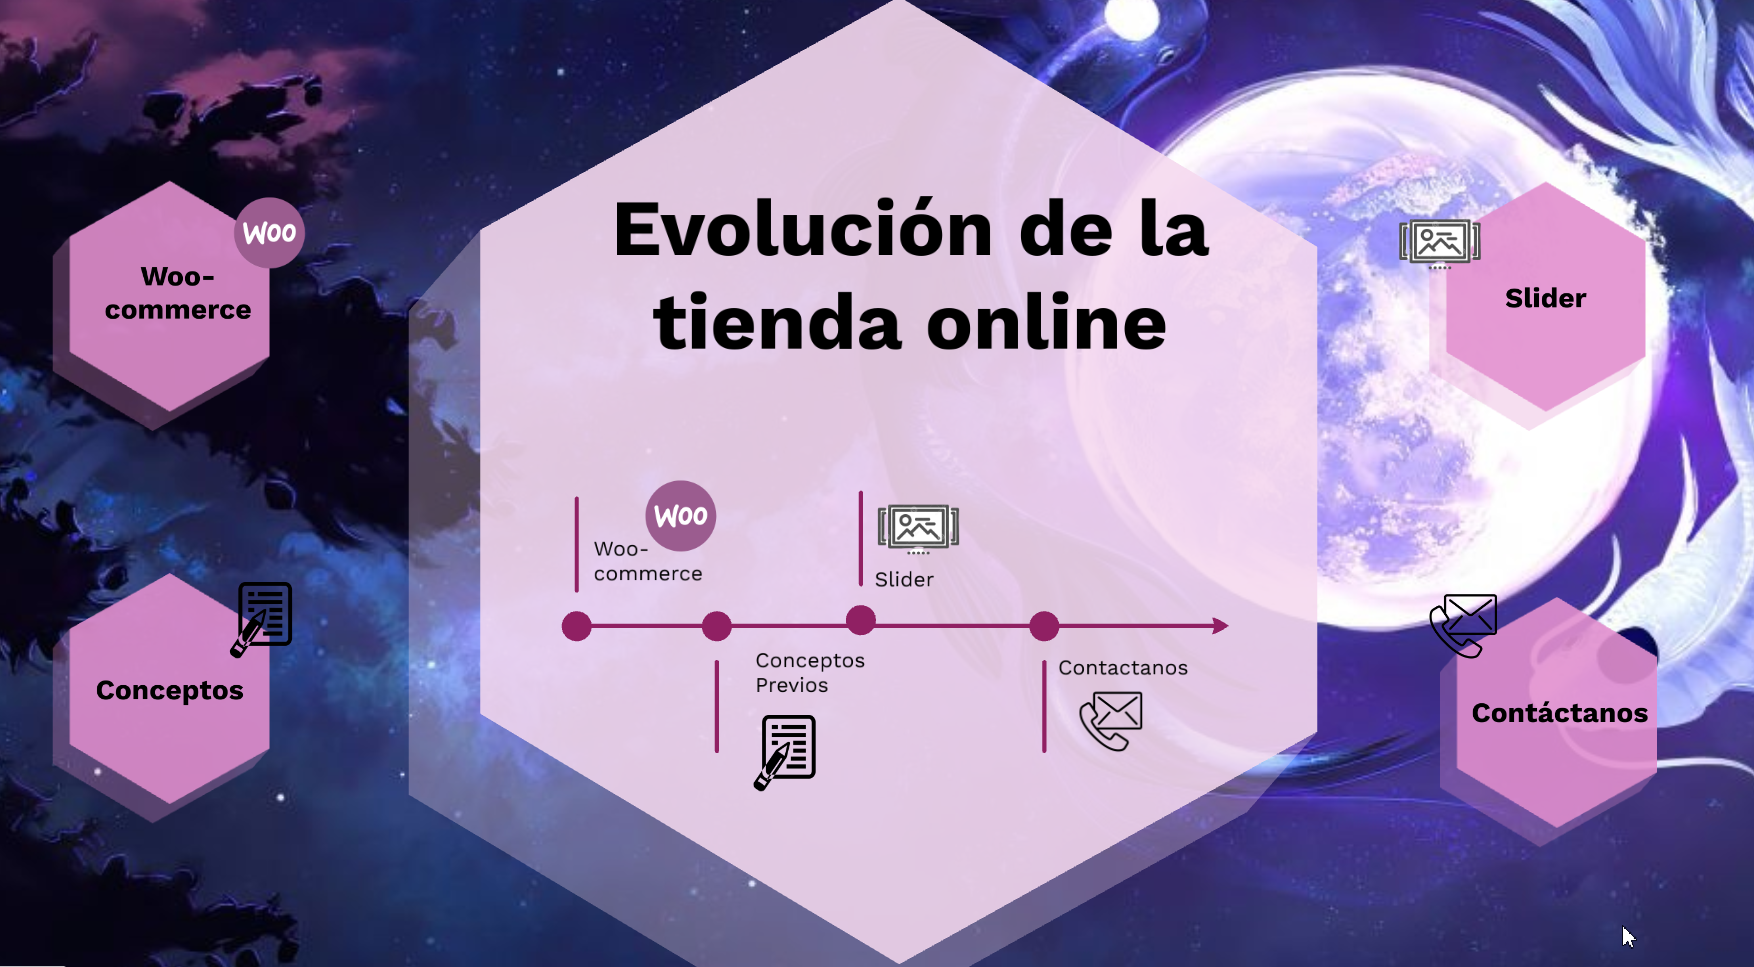 Evolución de la
tienda online
Woo
Woo-
commerce
Slider
Woo
Woo-
commerce
Slider
Conceptos
Previos
Contactanos
Conceptos
Contáctanos